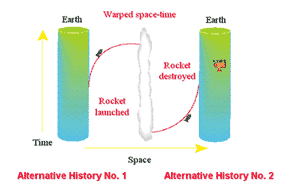 Earth
Warped space-time
Earth
Rocket
destroyed
Rocket
launched
Time
Space
Alternative History No. 1
Alternative History No. 2